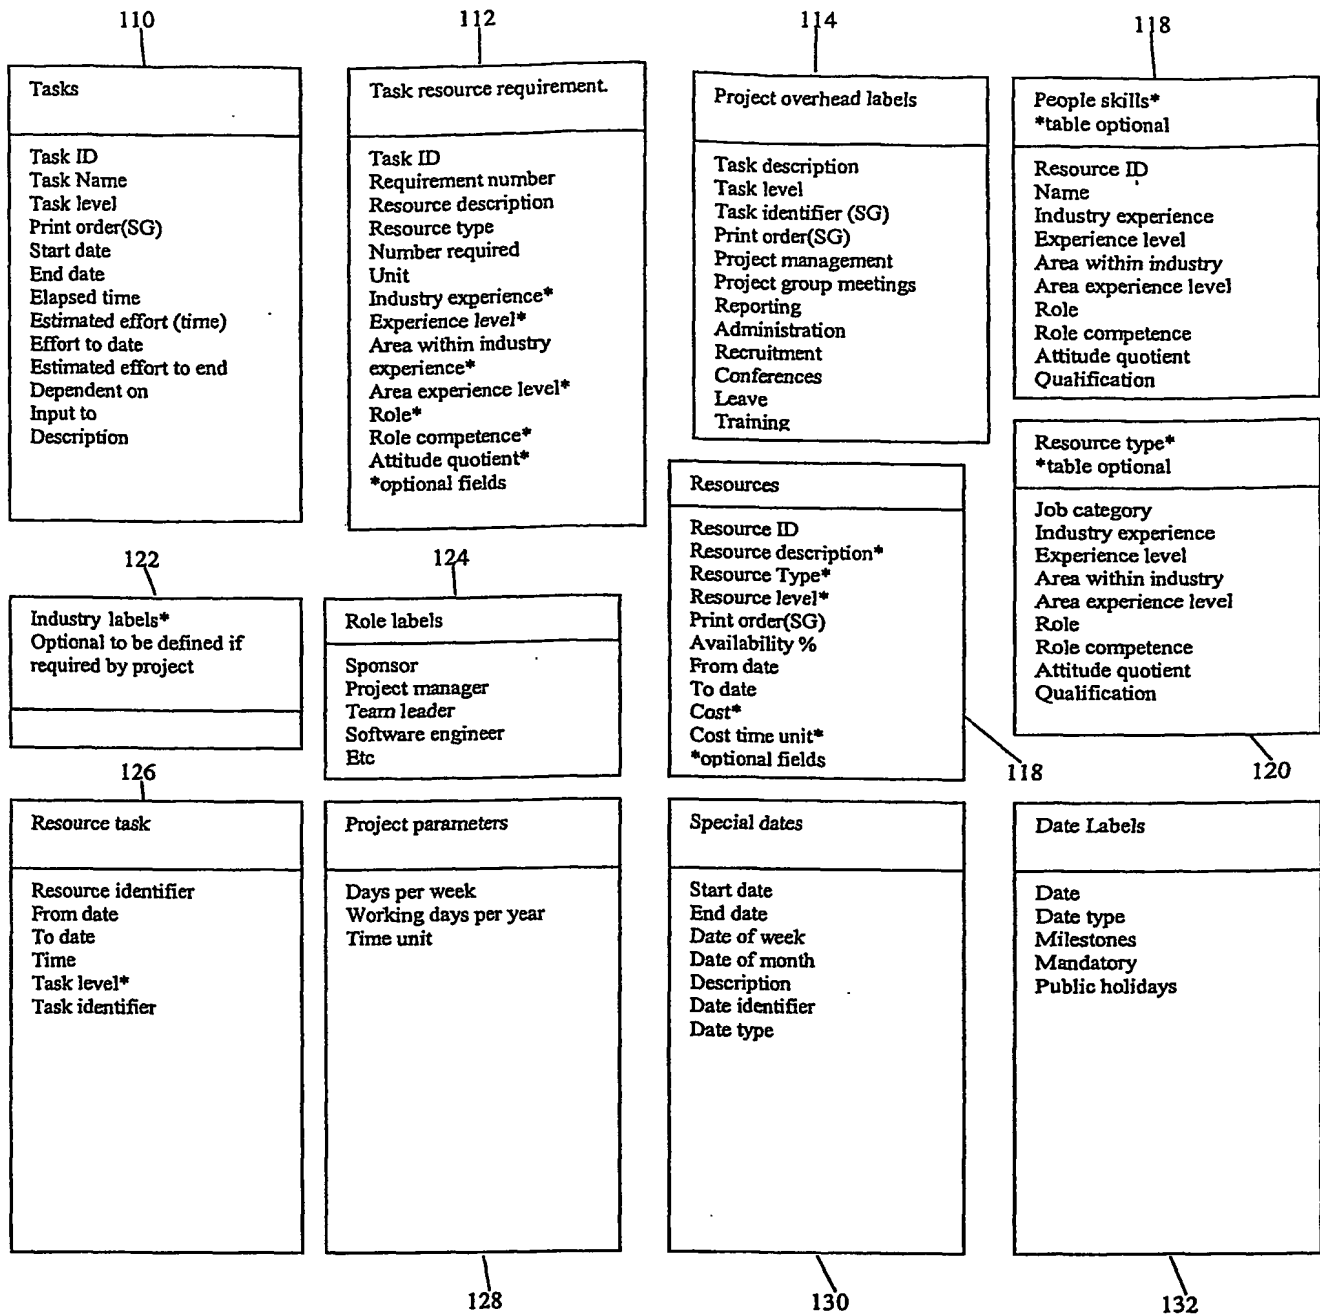 110
Tasks
Task ID
Task Name
Task level
Print order(SG)
Start date
End date
Elapsed time
Estimated effort (time)
Effort to date
Estimated effort to end
Dependent on
Input to
Description
112
Task resource requirement.
Task ID
Requirement number
Resource description
Resource type
Number required
Unit
Industry experience*
Experience level*
Area within industry
experience*
Area experience level*
Role*
Role competence*
Attitude quotient*
*optional fields
114
Project overhead labels
Task description
Task level
Task identifier (SG)
Print order(SG)
Project management
Project group meetings
Reporting
Administration
Recruitment
Conferences
Leave
Training
118
People skills*
*table optional
Resource ID
Name
Industry experience
Experience level
Area within industry
Area experience level
Role
Role competence
Attitude quotient
Qualification
122
Industry labels*
Optional to be defined if
required by project
124
Role labels
Sponsor
Project manager
Team leader
Software engineer
Etc
Resources
Resource ID
Resource description*
Resource Type*
Resource level*
Print order(SG)
Availability %
From date
To date
Cost*
Cost time unit*
*optional fields
118
Resource type*
*table optional
Job category
Industry experience
Experience level
Area within industry
Area experience level
Role
Role competence
Attitude quotient
Qualification
120
126
Resource task
Resource identifier
From date
To date
Time
Task level*
Task identifier
Project parameters
Days per week
Working days per year
Time unit
128
Special dates
Start date
End date
Date of week
Date of month
Description
Date identifier
Date type
130
Date Labels
Date
Date type
Milestones
Mandatory
Public holidays
132